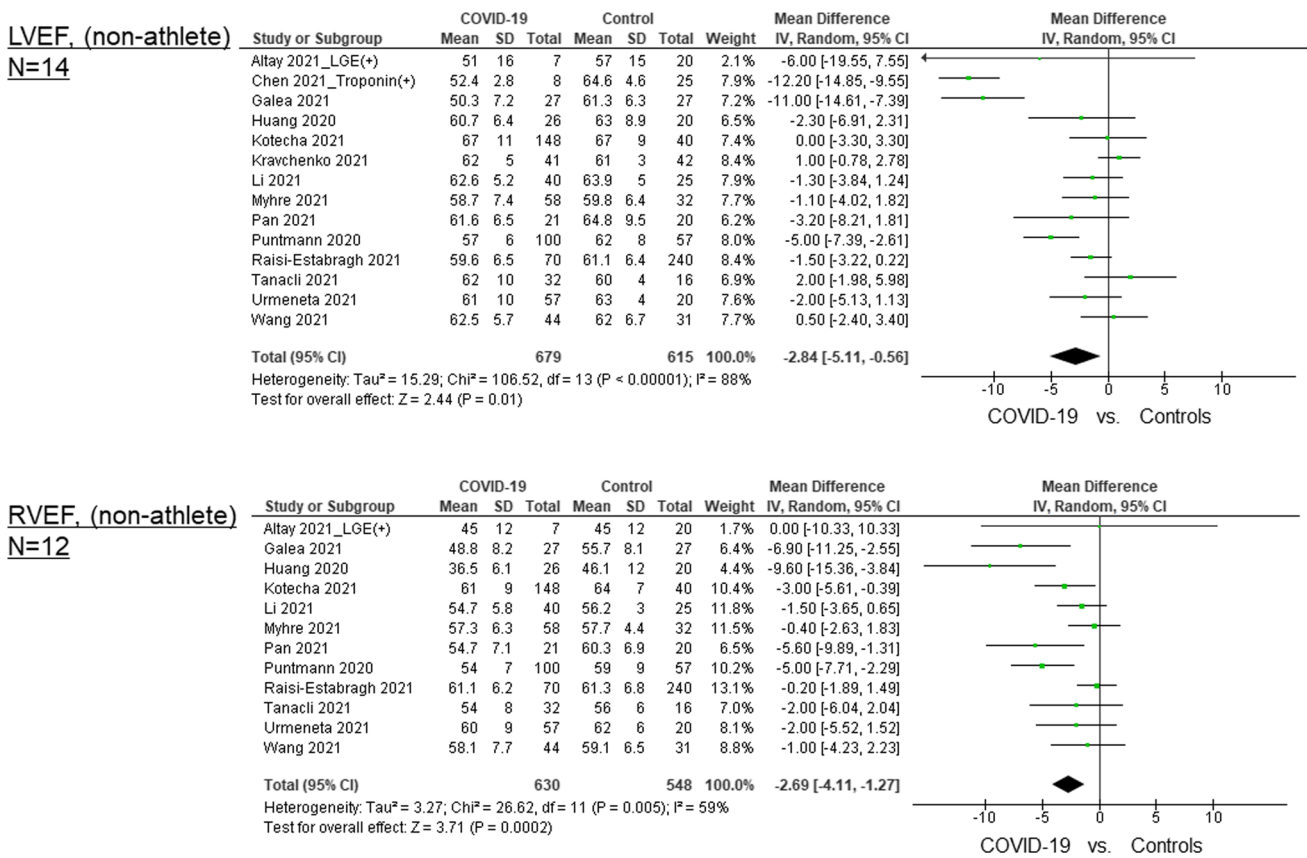 LVEF, (non-athlete)
N=14
COVID-19 Control Mean Difference Mean Difference
Study or Subgroup Mean SD Total Mean SD Total Weight IV, Random, 95% CI IV, Random, 95% CI
Altay 2021_LGE(+) 51 16 7 57 15 20 2.1% -6.00 [-19.55, 7.55]
Chen 2021_Troponin(+) 52.4 2.8 8 64.6 4.6 25 7.9% -12.20 [-14.85, -9.55]
Galea 2021 50.3 7.2 27 61.3 6.3 27 7.2% -11.00 [-14.61, -7.39]
Huang 2020 60.7 6.4 26 63 8.9 20 6.5% -2.30 [-6.91, 2.31]
Kotecha 2021 67 11 148 67 9 40 7.4% 0.00 [-3.30, 3.30]
Kravchenko 2021 62 5 41 61 3 42 8.4% 1.00 [-0.78, 2.78]
Li 2021 62.6 5.2 40 63.9 5 25 7.9% -1.30 [-3.84, 1.24]
Myhre 2021 58.7 7.4 58 59.8 6.4 32 7.7% -1.10 [-4.02, 1.82]
Pan 2021 61.6 6.5 21 64.8 9.5 20 6.2% -3.20 [-8.21, 1.81]
Puntmann 2020 57 6 100 62 8 57 8.0% -5.00 [-7.39, -2.61]
Raisi-Estabragh 2021 59.6 6.5 70 61.1 6.4 240 8.4% -1.50 [-3.22, 0.22]
Tanacli 2021 62 10 32 60 4 16 6.9% 2.00 [-1.98, 5.98]
Urmeneta 2021 61 10 57 63 4 20 7.6% -2.00 [-5.13, 1.13]
Wang 2021 62.5 5.7 44 62 6.7 31 7.7% 0.50 [-2.40, 3.40]
Total (95% CI) 679 615 100.0% -2.84 [-5.11, -0.56]
Heterogeneity: Tau² = 15.29; Chi² = 106.52, df = 13 (P < 0.00001); I² = 88%
Test for overall effect: Z = 2.44 (P = 0.01)
-10 -5 0 5 10
COVID-19 vs. Controls
RVEF, (non-athlete)
N=12
COVID-19 Control Mean Difference Mean Difference
Study or Subgroup Mean SD Total Mean SD Total Weight IV, Random, 95% CI IV, Random, 95% CI
Altay 2021_LGE(+) 45 12 7 45 12 20 1.7% 0.00 [-10.33, 10.33]
Galea 2021 48.8 8.2 27 55.7 8.1 27 6.4% -6.90 [-11.25, -2.55]
Huang 2020 36.5 6.1 26 46.1 12 20 4.4% -9.60 [-15.36, -3.84]
Kotecha 2021 61 9 148 64 7 40 10.4% -3.00 [-5.61, -0.39]
Li 2021 54.7 5.8 40 56.2 3 25 11.8% -1.50 [-3.65, 0.65]
Myhre 2021 57.3 6.3 58 57.7 4.4 32 11.5% -0.40 [-2.63, 1.83]
Pan 2021 54.7 7.1 21 60.3 6.9 20 6.5% -5.60 [-9.89, -1.31]
Puntmann 2020 54 7 100 59 9 57 10.2% -5.00 [-7.71, -2.29]
Raisi-Estabragh 2021 61.1 6.2 70 61.3 6.8 240 13.1% -0.20 [-1.89, 1.49]
Tanacli 2021 54 8 32 56 6 16 7.0% -2.00 [-6.04, 2.04]
Urmeneta 2021 60 9 57 62 6 20 8.1% -2.00 [-5.52, 1.52]
Wang 2021 58.1 7.7 44 59.1 6.5 31 8.8% -1.00 [-4.23, 2.23]
Total (95% CI) 630 548 100.0% -2.69 [-4.11, -1.27]
Heterogeneity: Tau² = 3.27; Chi² = 26.62, df = 11 (P = 0.005); I² = 59%
Test for overall effect: Z = 3.71 (P = 0.0002)
-10 -5 0 5 10
COVID-19 vs. Controls